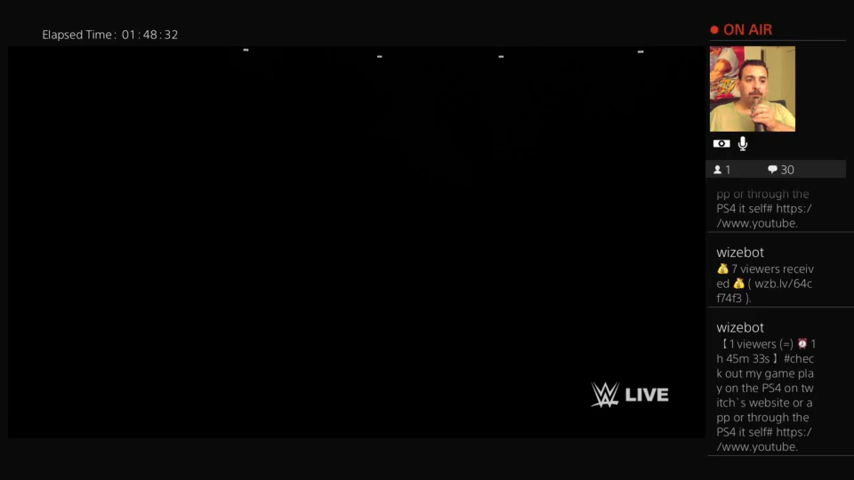 Elapsed Time: 01:48:32
ON AIR
1
30
pp or through the
PS4 it self# https:/
/www.youtube.
wizebot
💰 7 viewers receiv
ed 💰 ( wzb.lv/64c
f74f3 ).
wizebot
【 1 viewers (=) ⏰ 1
h 45m 33s 】 #chec
k out my game pla
y on the PS4 on tw
itch`s website or a
pp or through the
PS4 it self# https:/
/www.youtube.
W LIVE